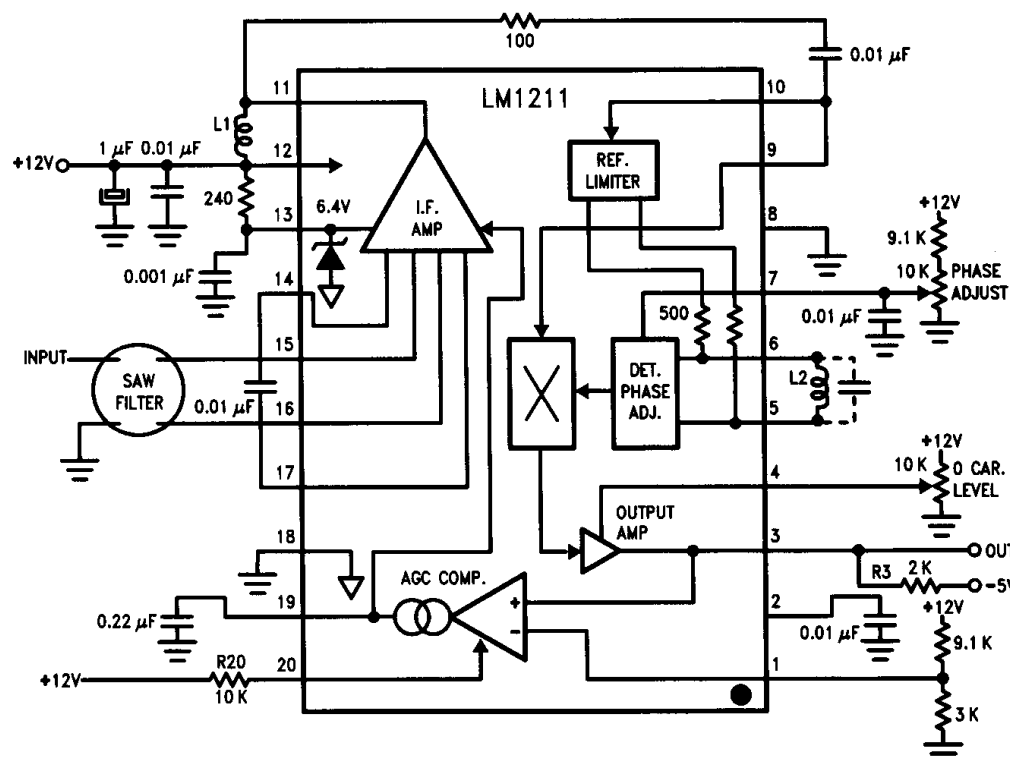 100
0.01 µF
LM1211
11
10
L1
+12V
1 µF 0.01 µF
12
9
REF.
LIMITER
240
13
6.4V
I.F.
AMP
8
+12V
9.1 K
10 K
PHASE
ADJUST
0.001 µF
14
7
0.01 µF
500
INPUT
15
6
SAW
FILTER
DET.
PHASE
ADJ.
L2
0.01 µF
16
5
X
+12V
10 K
0 CAR.
LEVEL
17
4
OUTPUT
AMP
18
3
OUT
R3
2 K
-5V
AGC COMP.
+
−
19
0.22 µF
2
0.01 µF
+12V
9.1 K
R20
10 K
+12V
20
1
3 K